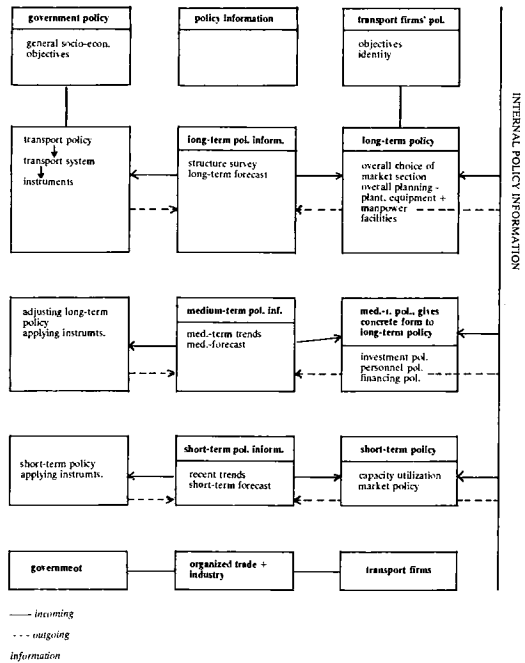 government policy
general socio-econ.
objectives
policy information
transport firms' pol.
objectives
identity
transport policy
transport system
instruments
long-term pol. inform.
structure survey
long-term forecast
long-term policy
overall choice of
market section
overall planning -
plant, equipment +
manpower
facilities
adjusting long-term
policy
applying instrumts.
medium-term pol. inf.
med.-term trends
med.-forecast
med.-t. pol., gives
concrete form to
long-term policy
investment pol.
personnel pol.
financing pol.
short-term policy
applying instrumts.
short-term pol. inform.
recent trends
short-term forecast
short-term policy
capacity utilization
market policy
government
organized trade +
industry
transport firms
INTERNAL POLICY INFORMATION
—— incoming
- - - outgoing
information